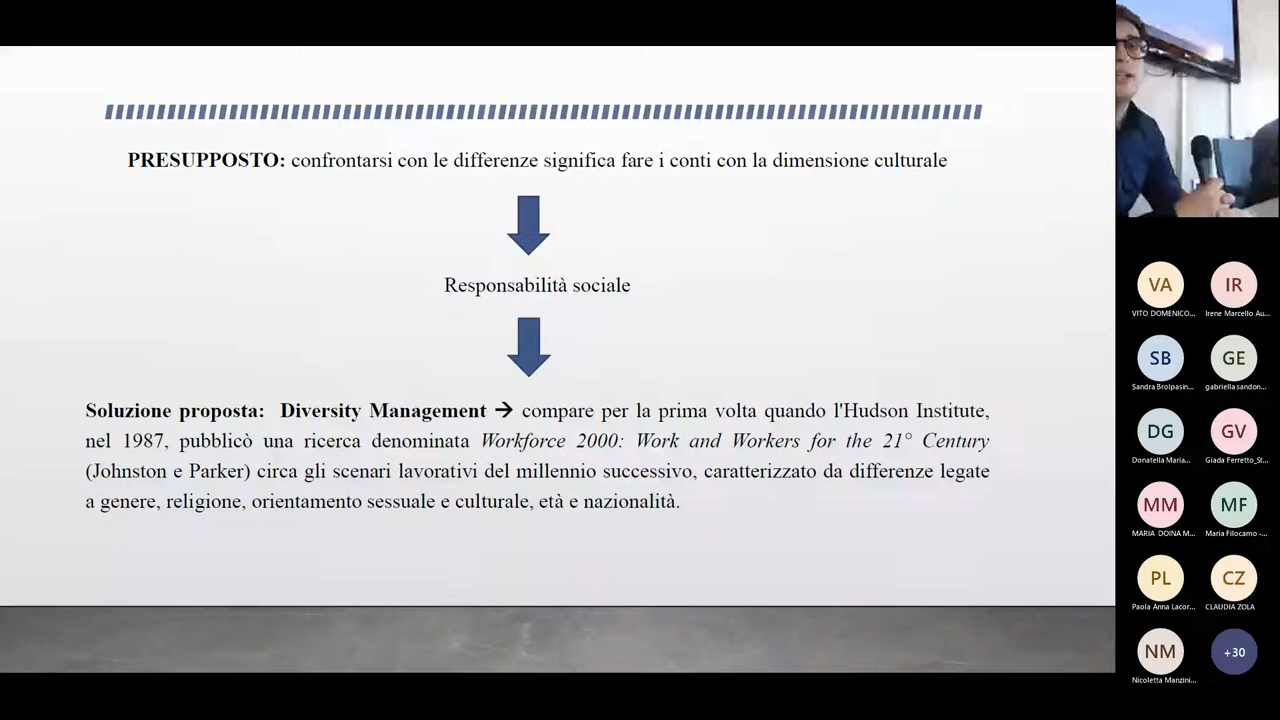 PRESUPPOSTO: confrontarsi con le differenze significa fare i conti con la dimensione culturale
Responsabilità sociale
Soluzione proposta: Diversity Management → compare per la prima volta quando l'Hudson Institute,
nel 1987, pubblicò una ricerca denominata Workforce 2000: Work and Workers for the 21° Century
(Johnston e Parker) circa gli scenari lavorativi del millennio successivo, caratterizzato da differenze legate
a genere, religione, orientamento sessuale e culturale, età e nazionalità.
VA IR
VITO DOMENICO... Irene Marcello Au...
SB GE
Sandra Brolpasin... gabriella sandon...
DG GV
Donatella Maria... Giada Ferretto_St...
MM MF
MARIA DOINA M... Maria Filocamo -...
PL CZ
Paola Anna Lacor... CLAUDIA ZOLA
NM +30
Nicoletta Manzini...